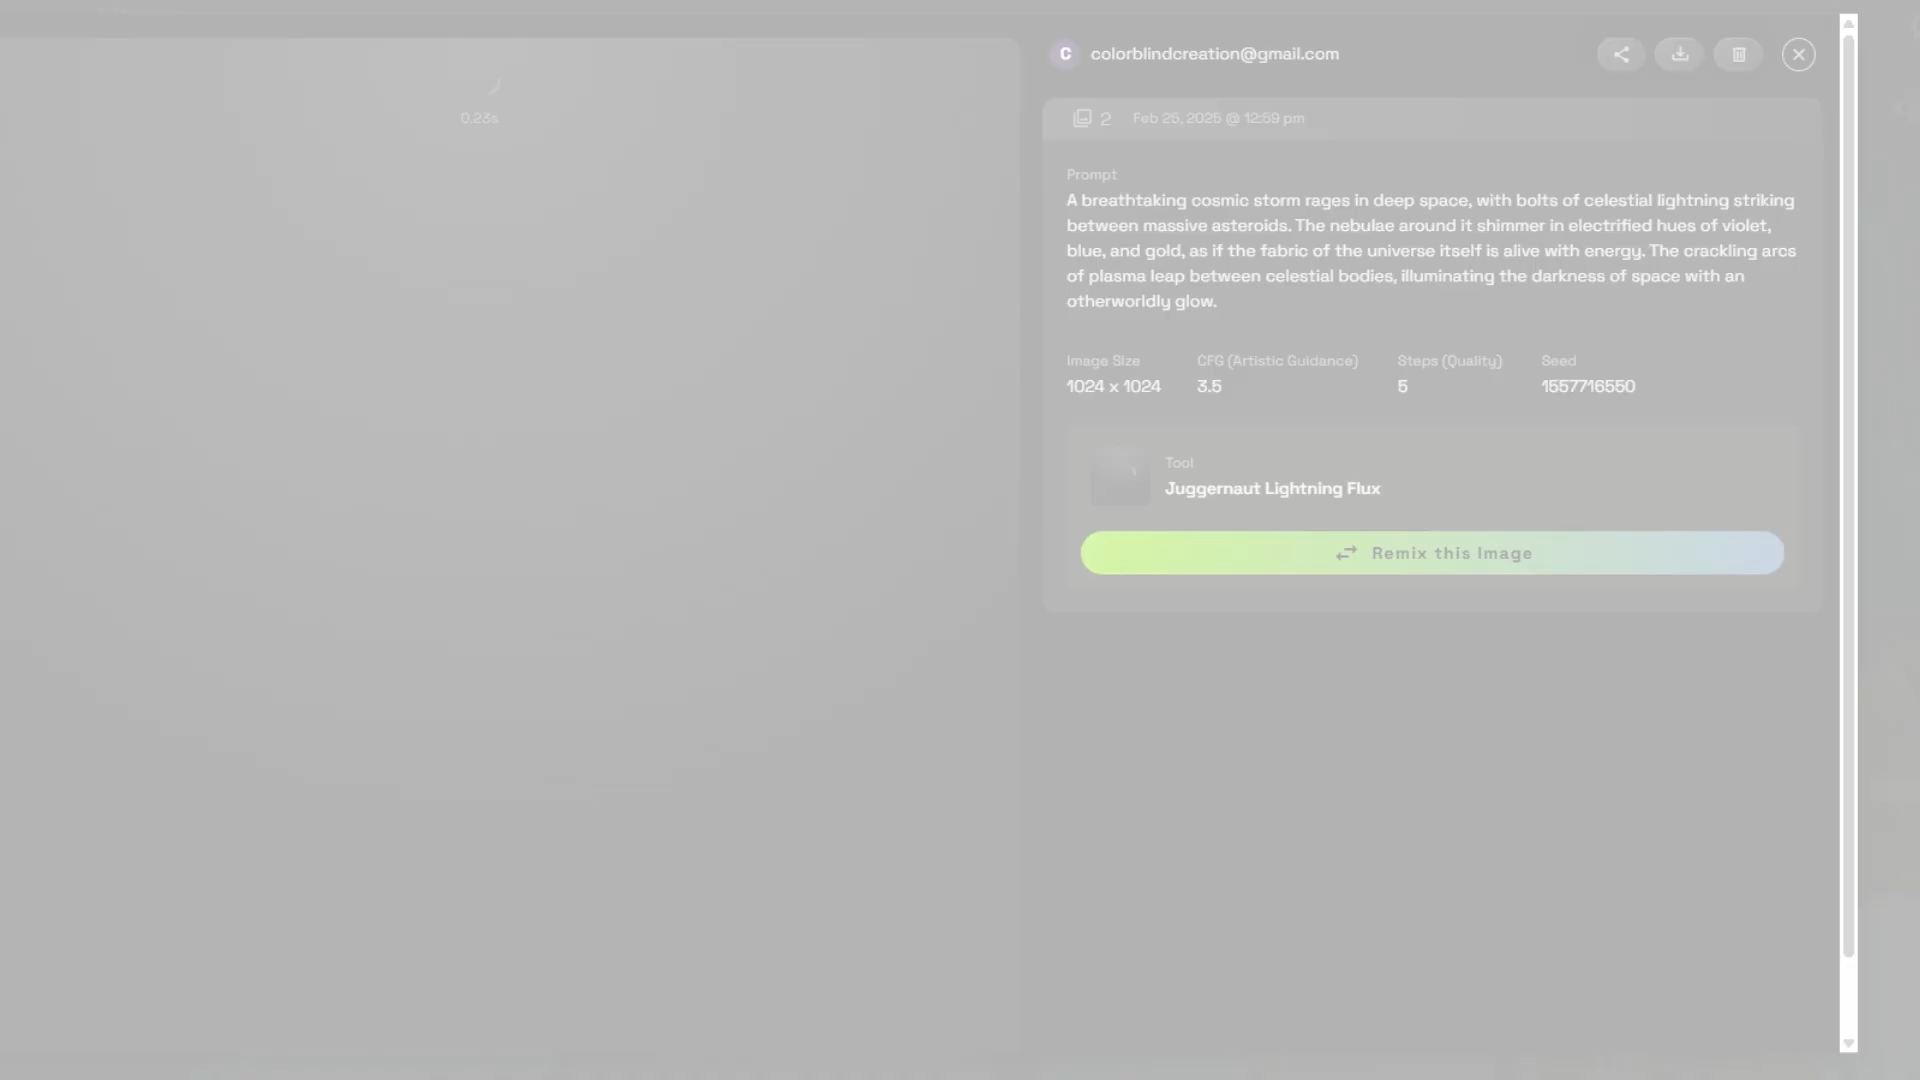 0.23s
C colorblindcreation@gmail.com
2 Feb 25, 2025 @ 12:59 pm
Prompt
A breathtaking cosmic storm rages in deep space, with bolts of celestial lightning striking
between massive asteroids. The nebulae around it shimmer in electrified hues of violet,
blue, and gold, as if the fabric of the universe itself is alive with energy. The crackling arcs
of plasma leap between celestial bodies, illuminating the darkness of space with an
otherworldly glow.
Image Size CFG (Artistic Guidance) Steps (Quality) Seed
1024 x 1024 3.5 5 1557716550
Tool
Juggernaut Lightning Flux
Remix this Image